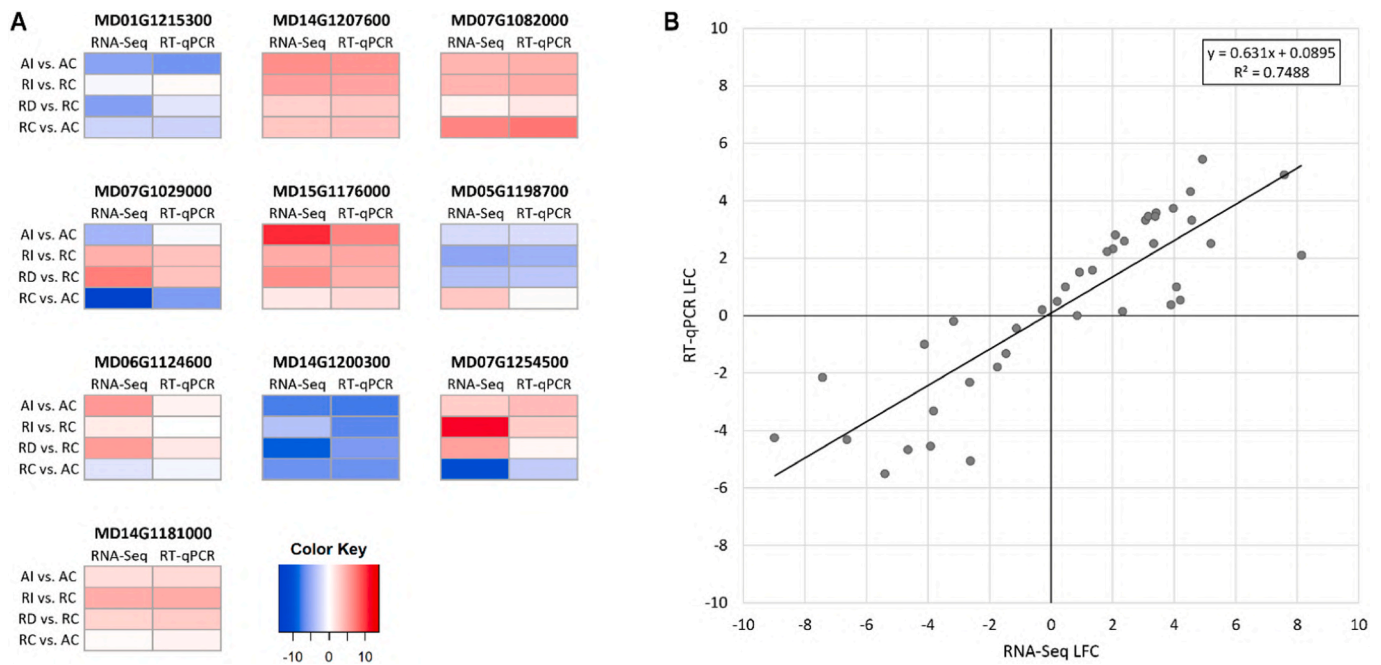 A
MD01G1215300 MD14G1207600 MD07G1082000
RNA-Seq RT-qPCR RNA-Seq RT-qPCR RNA-Seq RT-qPCR
AI vs. AC
RI vs. RC
RD vs. RC
RC vs. AC
MD07G1029000 MD15G1176000 MD05G1198700
RNA-Seq RT-qPCR RNA-Seq RT-qPCR RNA-Seq RT-qPCR
AI vs. AC
RI vs. RC
RD vs. RC
RC vs. AC
MD06G1124600 MD14G1200300 MD07G1254500
RNA-Seq RT-qPCR RNA-Seq RT-qPCR RNA-Seq RT-qPCR
AI vs. AC
RI vs. RC
RD vs. RC
RC vs. AC
MD14G1181000
RNA-Seq RT-qPCR
AI vs. AC
RI vs. RC
RD vs. RC
RC vs. AC
Color Key
-10 0 10
B
y = 0.631x + 0.0895
R² = 0.7488
RT-qPCR LFC
10
8
6
4
2
0
-2
-4
-6
-8
-10
-10 -8 -6 -4 -2 0 2 4 6 8 10
RNA-Seq LFC